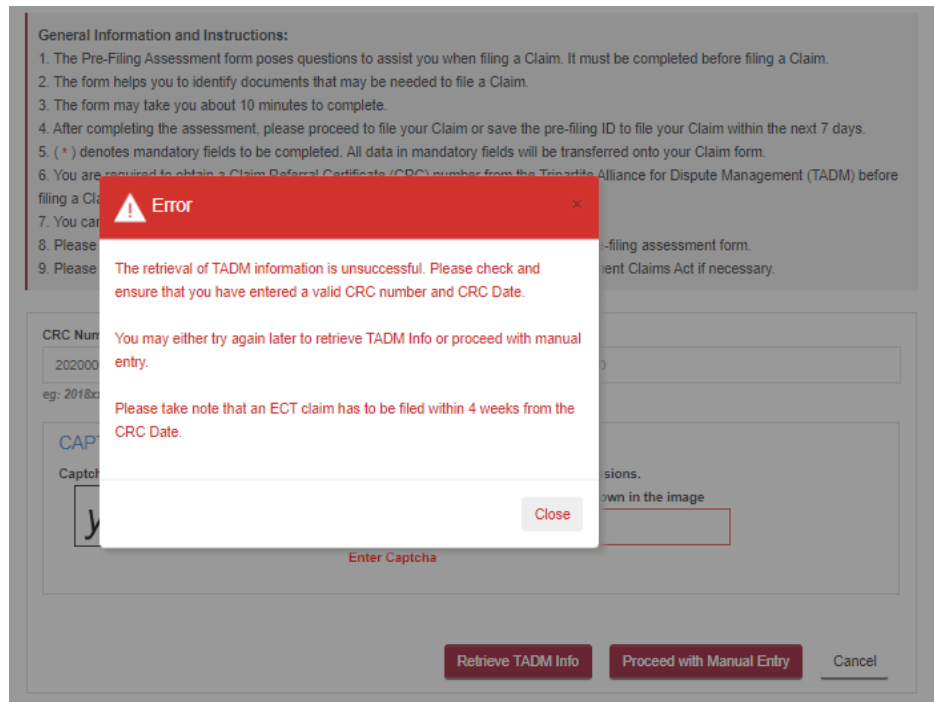 General Information and Instructions:
1. The Pre-Filing Assessment form poses questions to assist you when filing a Claim. It must be completed before filing a Claim.
2. The form helps you to identify documents that may be needed to file a Claim.
3. The form may take you about 10 minutes to complete.
4. After completing the assessment, please proceed to file your Claim or save the pre-filing ID to file your Claim within the next 7 days.
5. ( * ) denotes mandatory fields to be completed. All data in mandatory fields will be transferred onto your Claim form.
6. You are required to obtain a Claim Referral Certificate (CRC) number from the Tripartite Alliance for Dispute Management (TADM) before
filing a
7. You
8. Please -filing assessment form.
9. Please Claims Act if necessary.
Error
×
The retrieval of TADM information is unsuccessful. Please check and
ensure that you have entered a valid CRC number and CRC Date.
You may either try again later to retrieve TADM Info or proceed with manual
entry.
Please take note that an ECT claim has to be filed within 4 weeks from the
CRC Date.
Close
CRC Num
202000
eg: 2018x
CAP
Captch
in the image
y
Enter Captcha
Retrieve TADM Info
Proceed with Manual Entry
Cancel